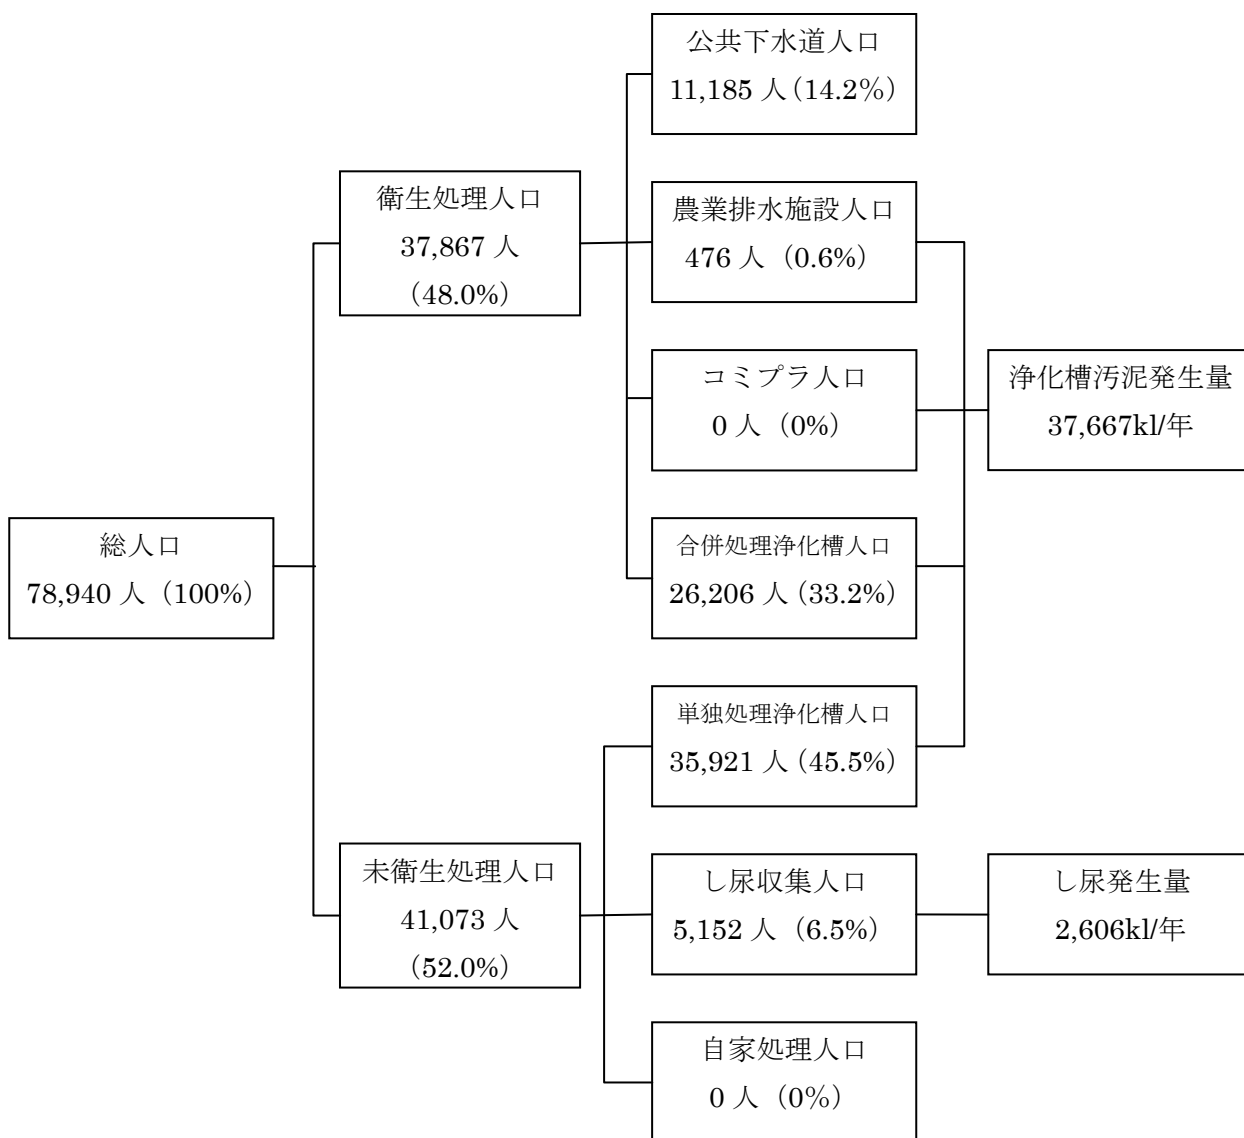 公共下水道人口
11,185 人（14.2％）
衛生処理人口
37,867 人
（48.0%）
農業排水施設人口
476 人（0.6%）
コミプラ人口
0 人（0%）
浄化槽汚泥発生量
37,667kl/年
総人口
78,940 人（100%）
合併処理浄化槽人口
26,206 人（33.2%）
単独処理浄化槽人口
35,921 人（45.5%）
未衛生処理人口
41,073 人
（52.0%）
し尿収集人口
5,152 人（6.5%）
し尿発生量
2,606kl/年
自家処理人口
0 人（0％）